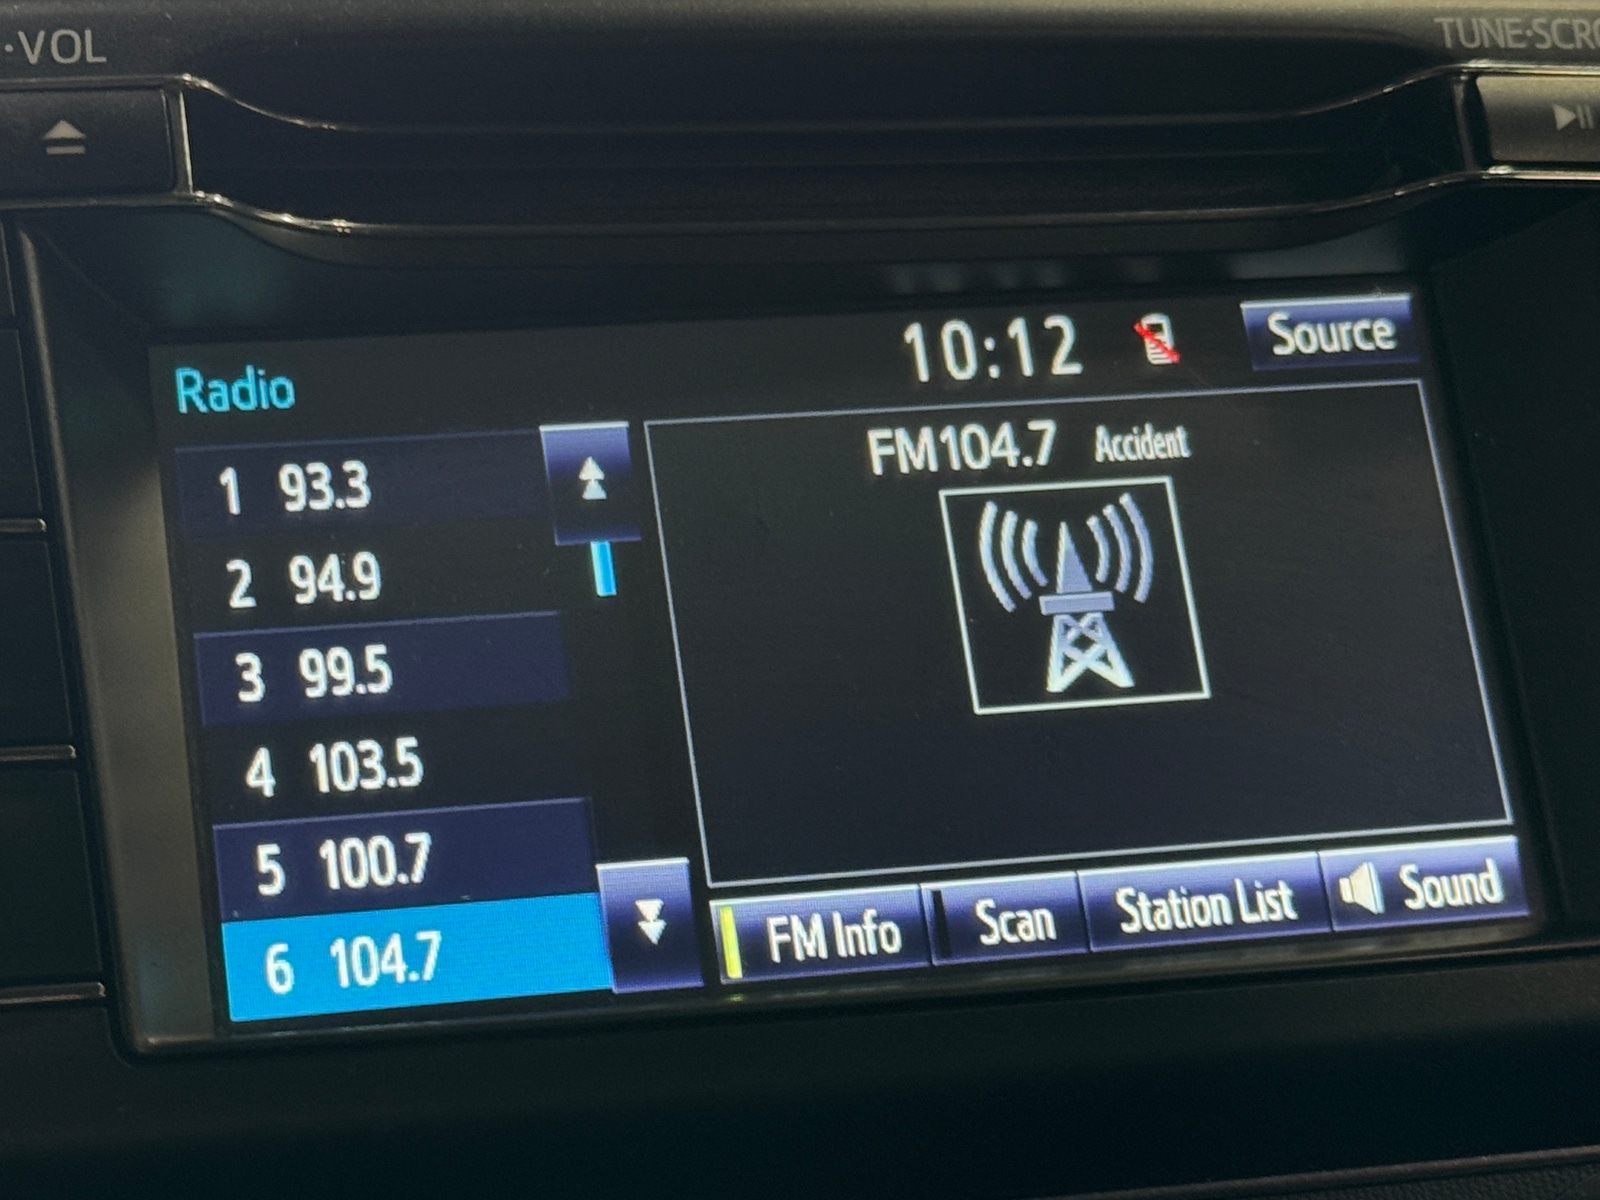 ·VOL
TUNE·SCRO
10:12
Source
Radio
FM104.7 Accident
1 93.3
2 94.9
3 99.5
4 103.5
5 100.7
6 104.7
FM Info
Scan
Station List
Sound